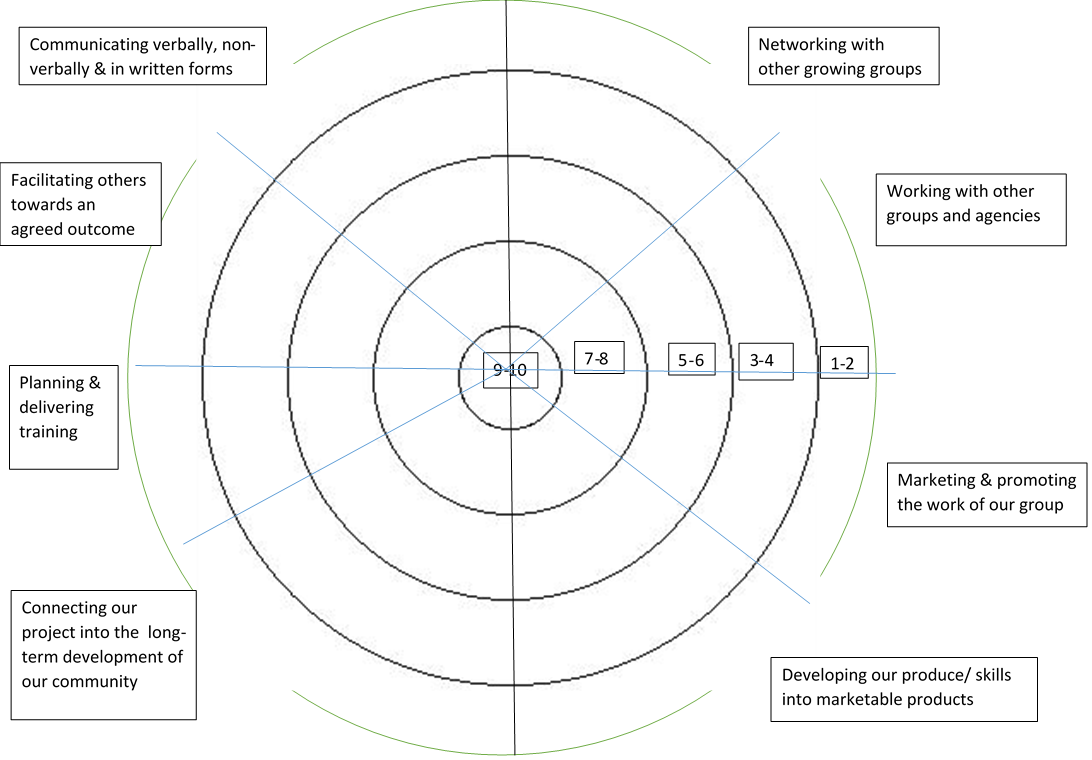 Communicating verbally, non-
verbally & in written forms
Networking with
other growing groups
Facilitating others
towards an
agreed outcome
Working with other
groups and agencies
9-10
7-8
5-6
3-4
1-2
Planning &
delivering
training
Marketing & promoting
the work of our group
Connecting our
project into the  long-
term development of
our community
Developing our produce/ skills
into marketable products